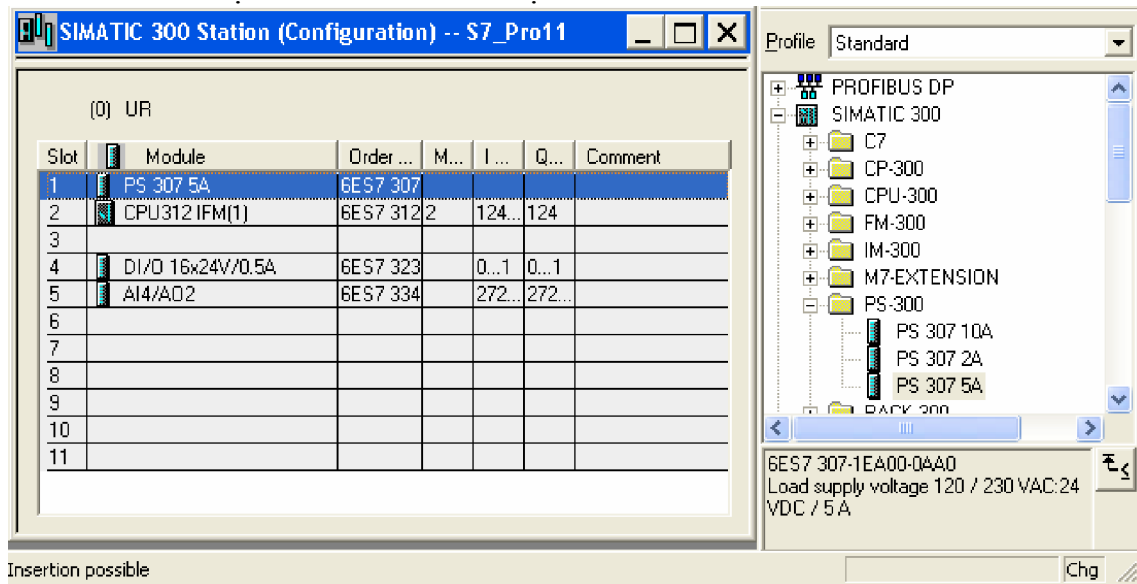 SIMATIC 300 Station (Configuration) -- S7_Pro11
(0) UR
Slot Module Order ... M... I ... Q... Comment
1 PS 307 5A 6ES7 307
2 CPU312 IFM(1) 6ES7 312 2 124... 124
3
4 DI/O 16x24V/0.5A 6ES7 323 0...1 0...1
5 AI4/AO2 6ES7 334 272... 272...
6
7
8
9
10
11
Profile Standard
PROFIBUS DP
SIMATIC 300
C7
CP-300
CPU-300
FM-300
IM-300
M7-EXTENSION
PS-300
PS 307 10A
PS 307 2A
PS 307 5A
RACK 300
6ES7 307-1EA00-0AA0
Load supply voltage 120 / 230 VAC:24
VDC / 5 A
Insertion possible
Chg